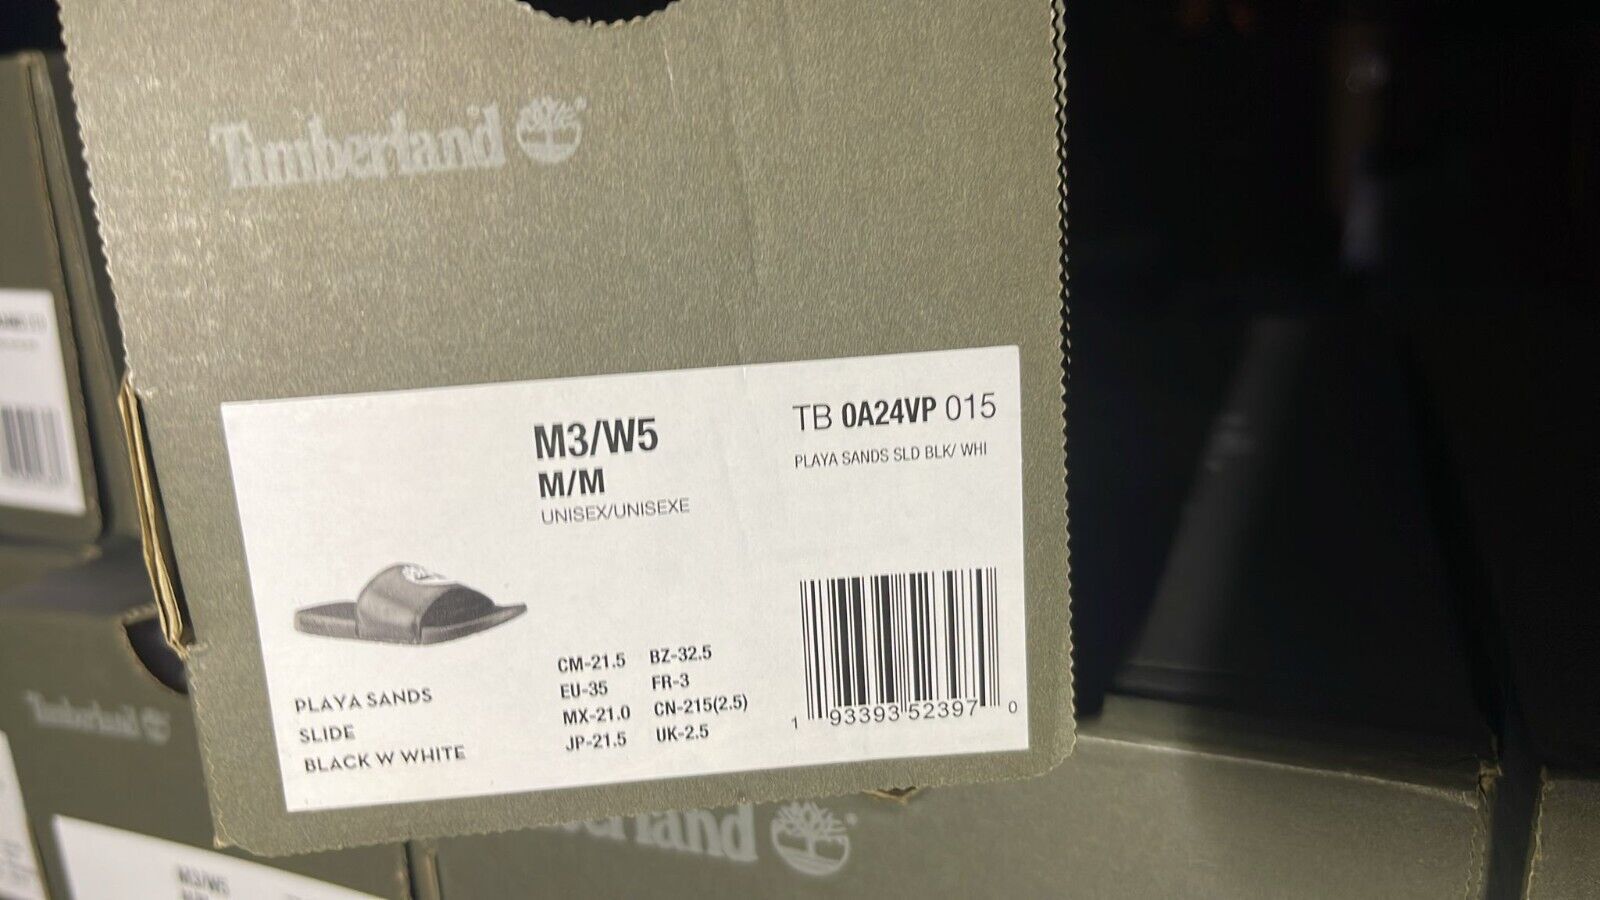 Timberland
M3/W5
M/M
UNISEX/UNISEXE
TB 0A24VP 015
PLAYA SANDS SLD BLK/ WHI
PLAYA SANDS
SLIDE
BLACK W WHITE
CM-21.5 BZ-32.5
EU-35 FR-3
MX-21.0 CN-215(2.5)
JP-21.5 UK-2.5
1 93393 52397 0
Timberland
M3/W5